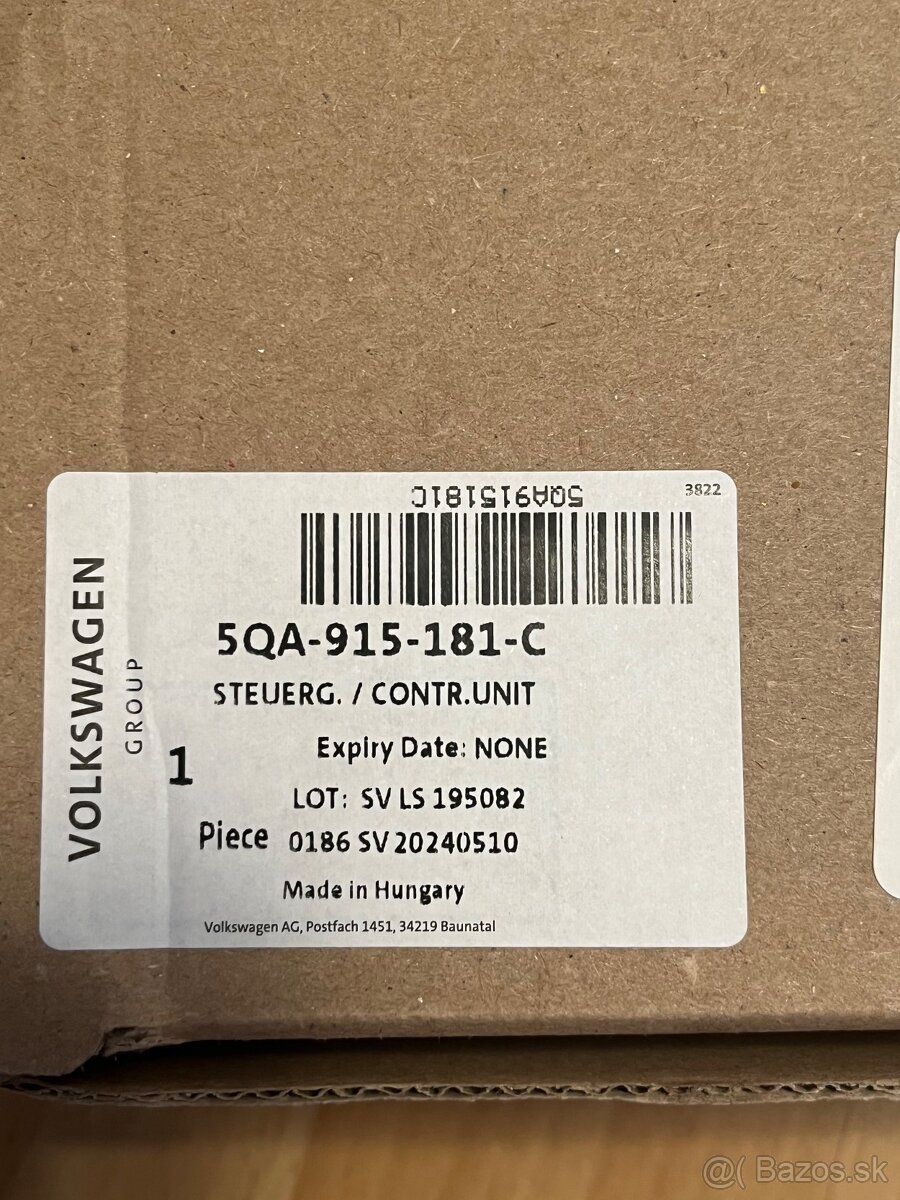 5QA915181C
3822
VOLKSWAGEN
GROUP
5QA-915-181-C
STEUERG. / CONTR.UNIT
Expiry Date: NONE
1
LOT: SV LS 195082
Piece 0186 SV 20240510
Made in Hungary
Volkswagen AG, Postfach 1451, 34219 Baunatal
@( Bazos.sk